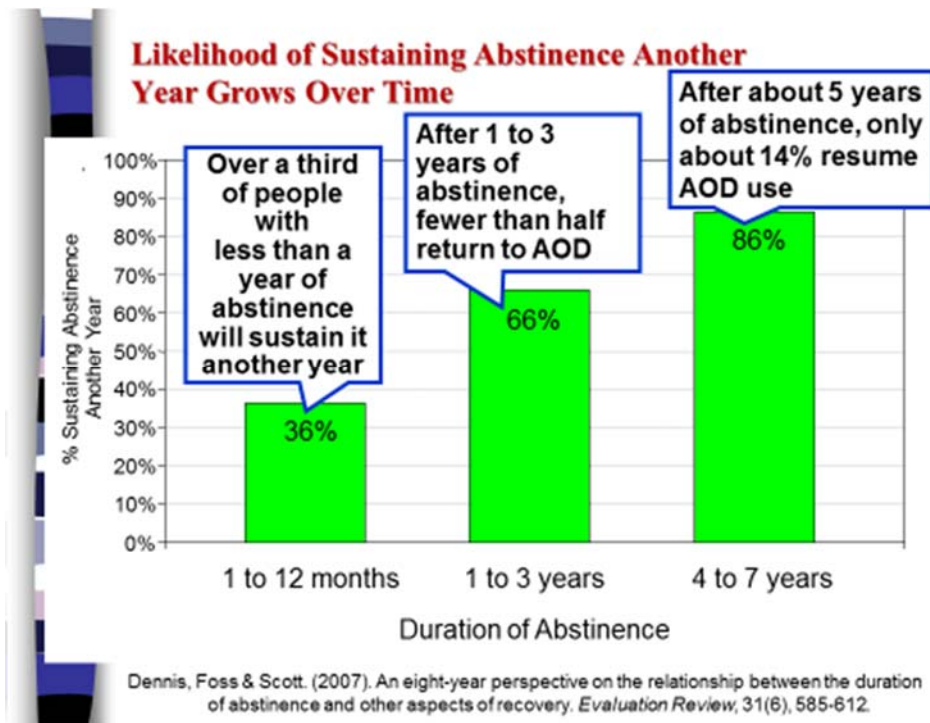 Likelihood of Sustaining Abstinence Another
Year Grows Over Time
After about 5 years
of abstinence, only
about 14% resume
AOD use
After 1 to 3
years of
abstinence,
fewer than half
return to AOD
Over a third
of people
with
less than a
year of
abstinence
will sustain it
another year
% Sustaining Abstinence
Another Year
100%
90%
80%
70%
60%
50%
40%
30%
20%
10%
0%
36%
66%
86%
1 to 12 months
1 to 3 years
4 to 7 years
Duration of Abstinence
Dennis, Foss & Scott. (2007). An eight-year perspective on the relationship between the duration
of abstinence and other aspects of recovery. Evaluation Review, 31(6), 585-612.